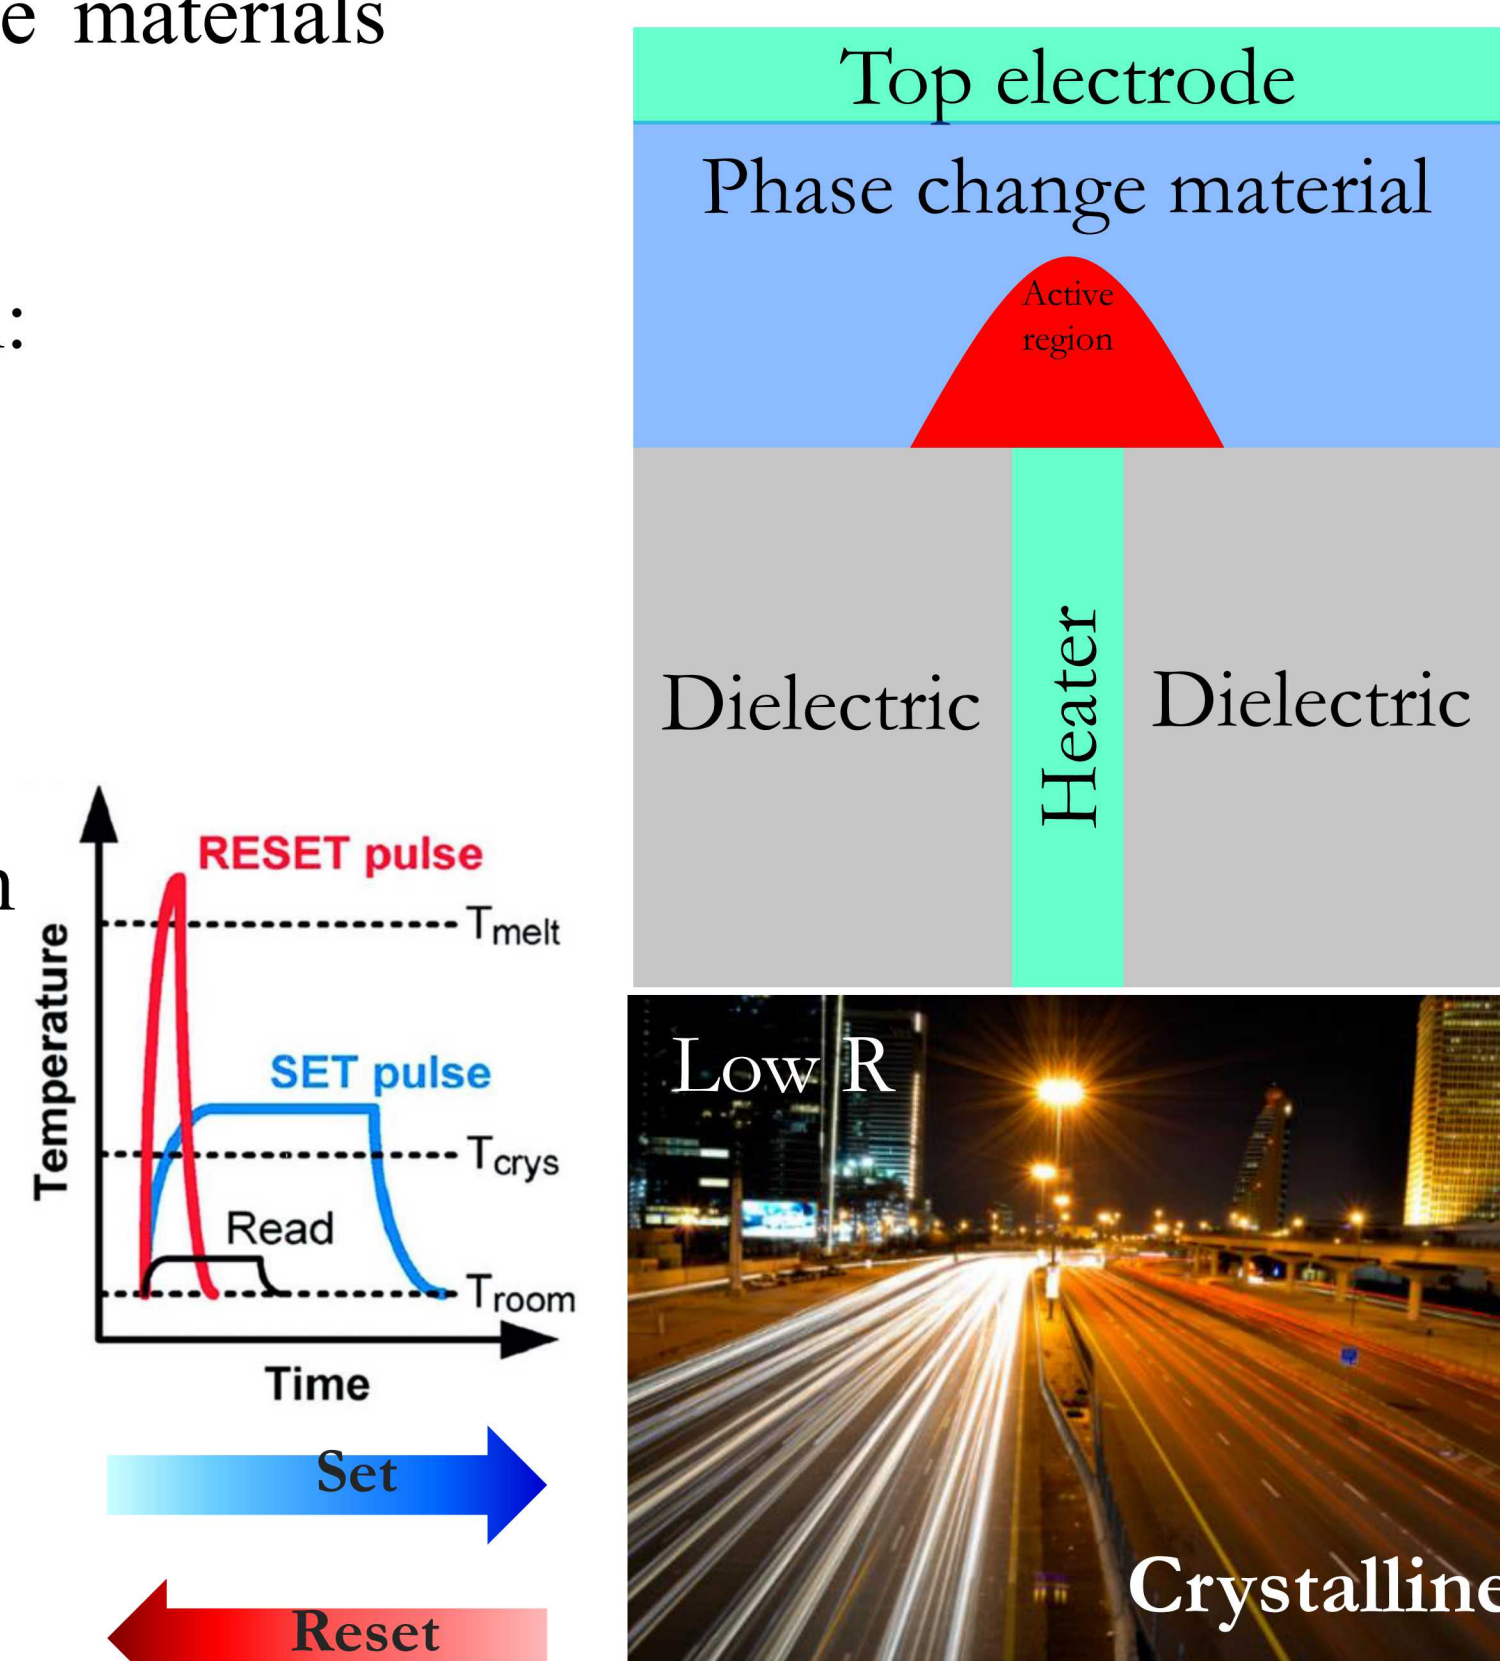 e materials
:
Top electrode
Phase change material
Active
region
Dielectric
Heater
Dielectric
RESET pulse
Tmelt
SET pulse
Tcrys
Read
Troom
Temperature
Time
Set
Reset
Low R
Crystalline